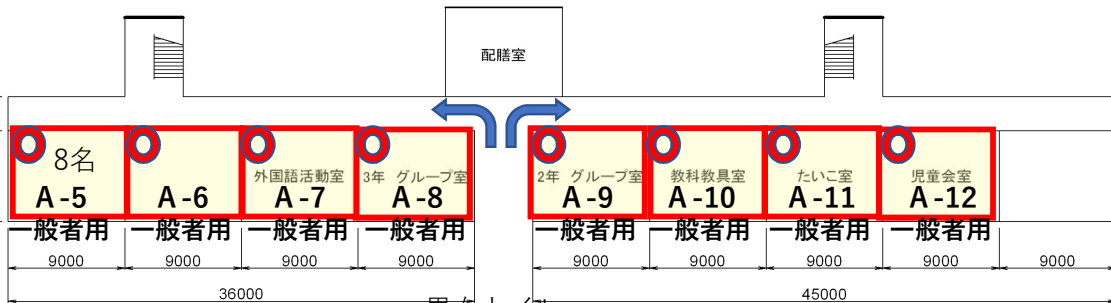 配膳室
8名
外国語活動室
3年 グループ室
2年 グループ室
教科教具室
たいこ室
児童会室
A-5
A-6
A-7
A-8
A-9
A-10
A-11
A-12
一般者用
一般者用
一般者用
一般者用
一般者用
一般者用
一般者用
一般者用
9000
9000
9000
9000
9000
9000
9000
9000
9000
36000
45000